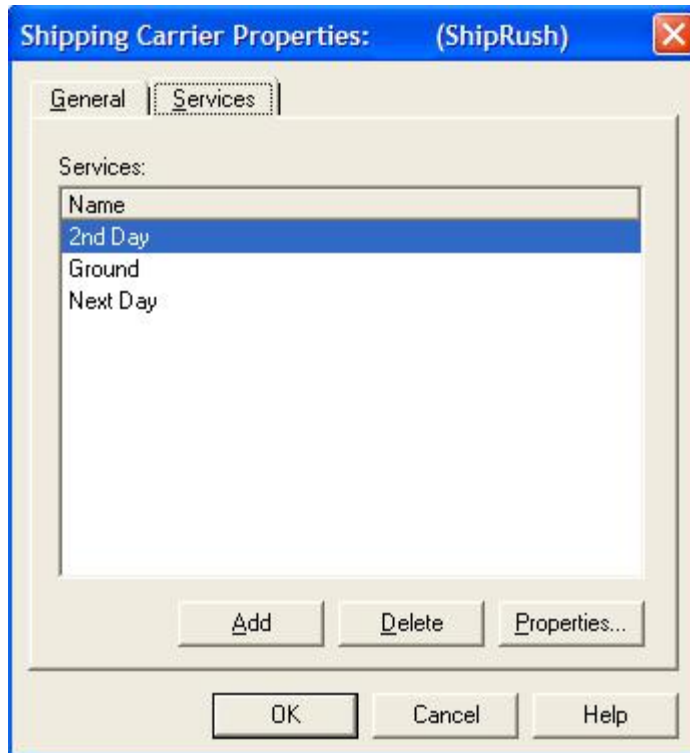 Shipping Carrier Properties: (ShipRush)
General Services
Services:
Name
2nd Day
Ground
Next Day
Add Delete Properties...
OK Cancel Help